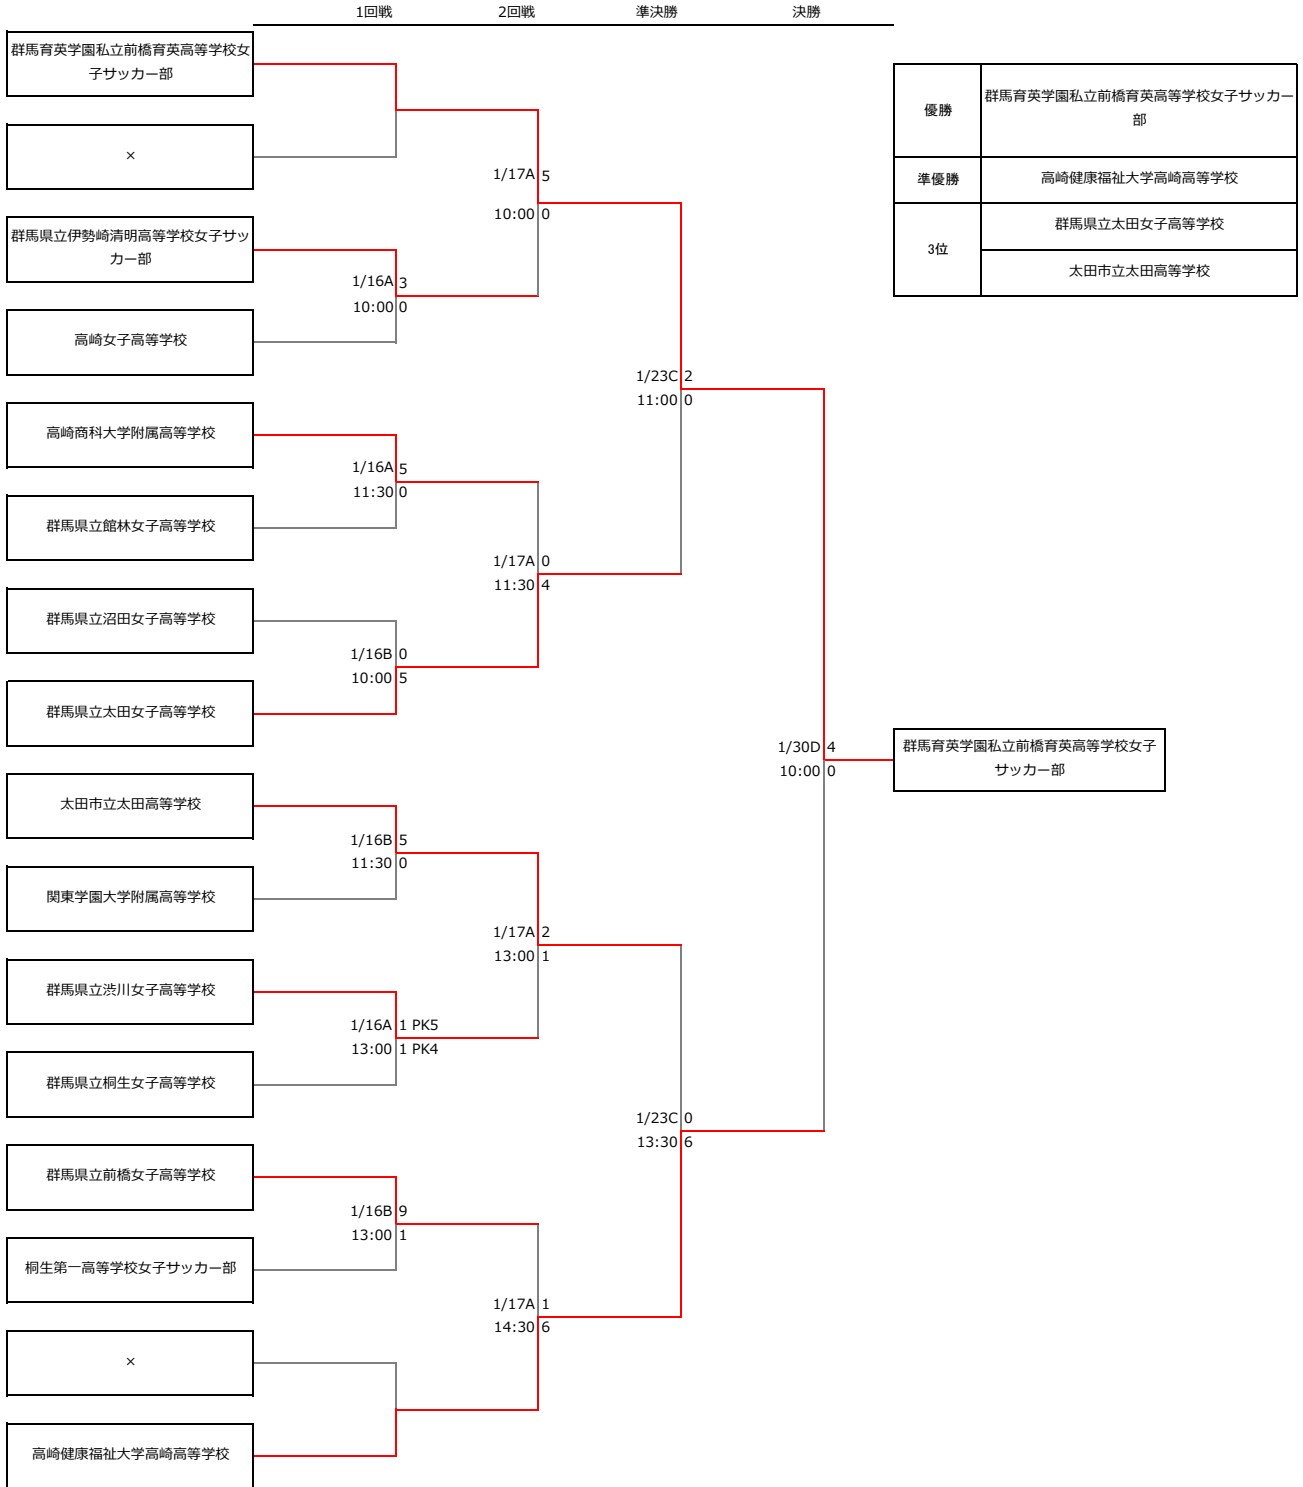 1回戦 2回戦 準決勝 決勝
群馬育英学園私立前橋育英高等学校女
子サッカー部
×
群馬県立伊勢崎清明高等学校女子サッ
カー部
高崎女子高等学校
高崎商科大学附属高等学校
群馬県立館林女子高等学校
群馬県立沼田女子高等学校
群馬県立太田女子高等学校
太田市立太田高等学校
関東学園大学附属高等学校
群馬県立渋川女子高等学校
群馬県立桐生女子高等学校
群馬県立前橋女子高等学校
桐生第一高等学校女子サッカー部
×
高崎健康福祉大学高崎高等学校
1/16A 3
10:00 0
1/16A 5
11:30 0
1/16B 0
10:00 5
1/16B 5
11:30 0
1/16A 1 PK5
13:00 1 PK4
1/16B 9
13:00 1
1/17A 5
10:00 0
1/17A 0
11:30 4
1/17A 2
13:00 1
1/17A 1
14:30 6
1/23C 2
11:00 0
1/23C 0
13:30 6
1/30D 4
10:00 0
群馬育英学園私立前橋育英高等学校女子
サッカー部
優勝
群馬育英学園私立前橋育英高等学校女子サッカー
部
準優勝
高崎健康福祉大学高崎高等学校
3位
群馬県立太田女子高等学校
太田市立太田高等学校